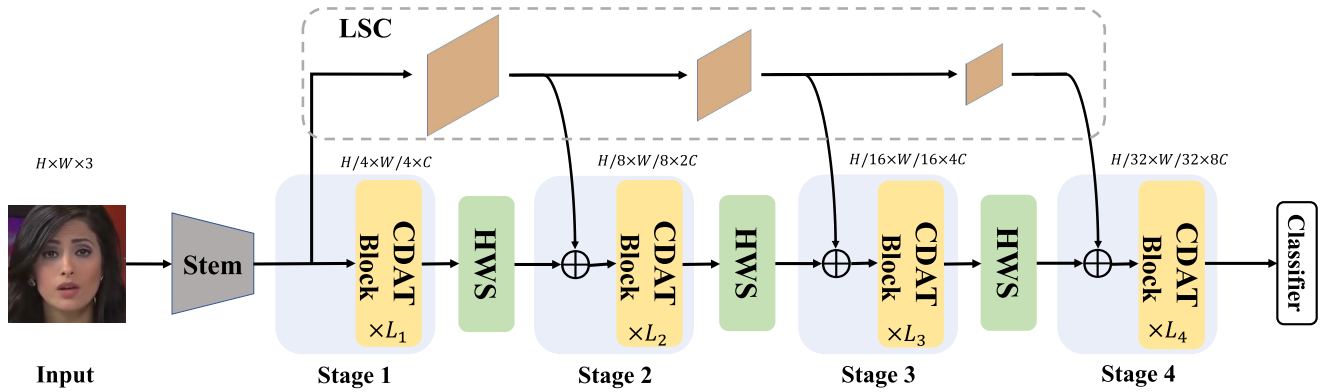 LSC
H×W×3
H/4×W/4×C
H/8×W/8×2C
H/16×W/16×4C
H/32×W/32×8C
Stem
CDAT
Block
×L1
HWS
CDAT
Block
×L2
HWS
CDAT
Block
×L3
HWS
CDAT
Block
×L4
Classifier
Input
Stage 1
Stage 2
Stage 3
Stage 4